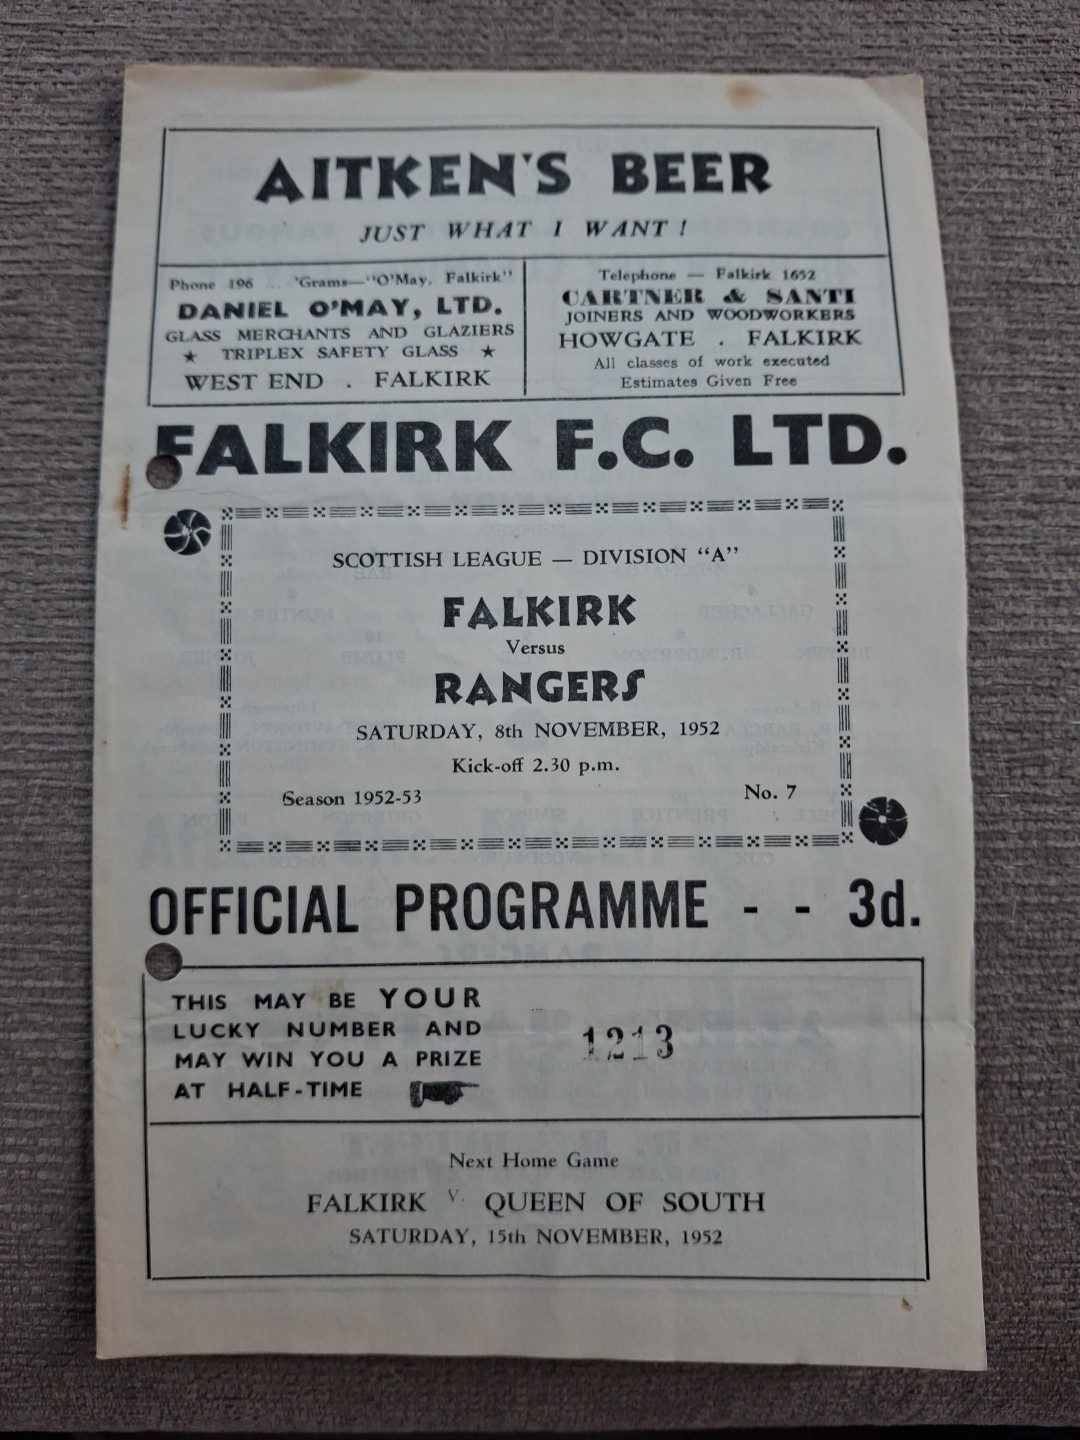 AITKEN'S BEER
JUST WHAT I WANT!
Phone 196 ... 'Grams—"O'May, Falkirk"
DANIEL O'MAY, LTD.
GLASS MERCHANTS AND GLAZIERS
★ TRIPLEX SAFETY GLASS ★
WEST END . FALKIRK
Telephone — Falkirk 1652
CARTNER & SANTI
JOINERS AND WOODWORKERS
HOWGATE . FALKIRK
All classes of work executed
Estimates Given Free
FALKIRK F.C. LTD.
SCOTTISH LEAGUE — DIVISION "A"
FALKIRK
Versus
RANGERS
SATURDAY, 8th NOVEMBER, 1952
Kick-off 2.30 p.m.
Season 1952-53 No. 7
OFFICIAL PROGRAMME - - 3d.
THIS MAY BE YOUR
LUCKY NUMBER AND
MAY WIN YOU A PRIZE
AT HALF-TIME
1213
Next Home Game
FALKIRK v. QUEEN OF SOUTH
SATURDAY, 15th NOVEMBER, 1952